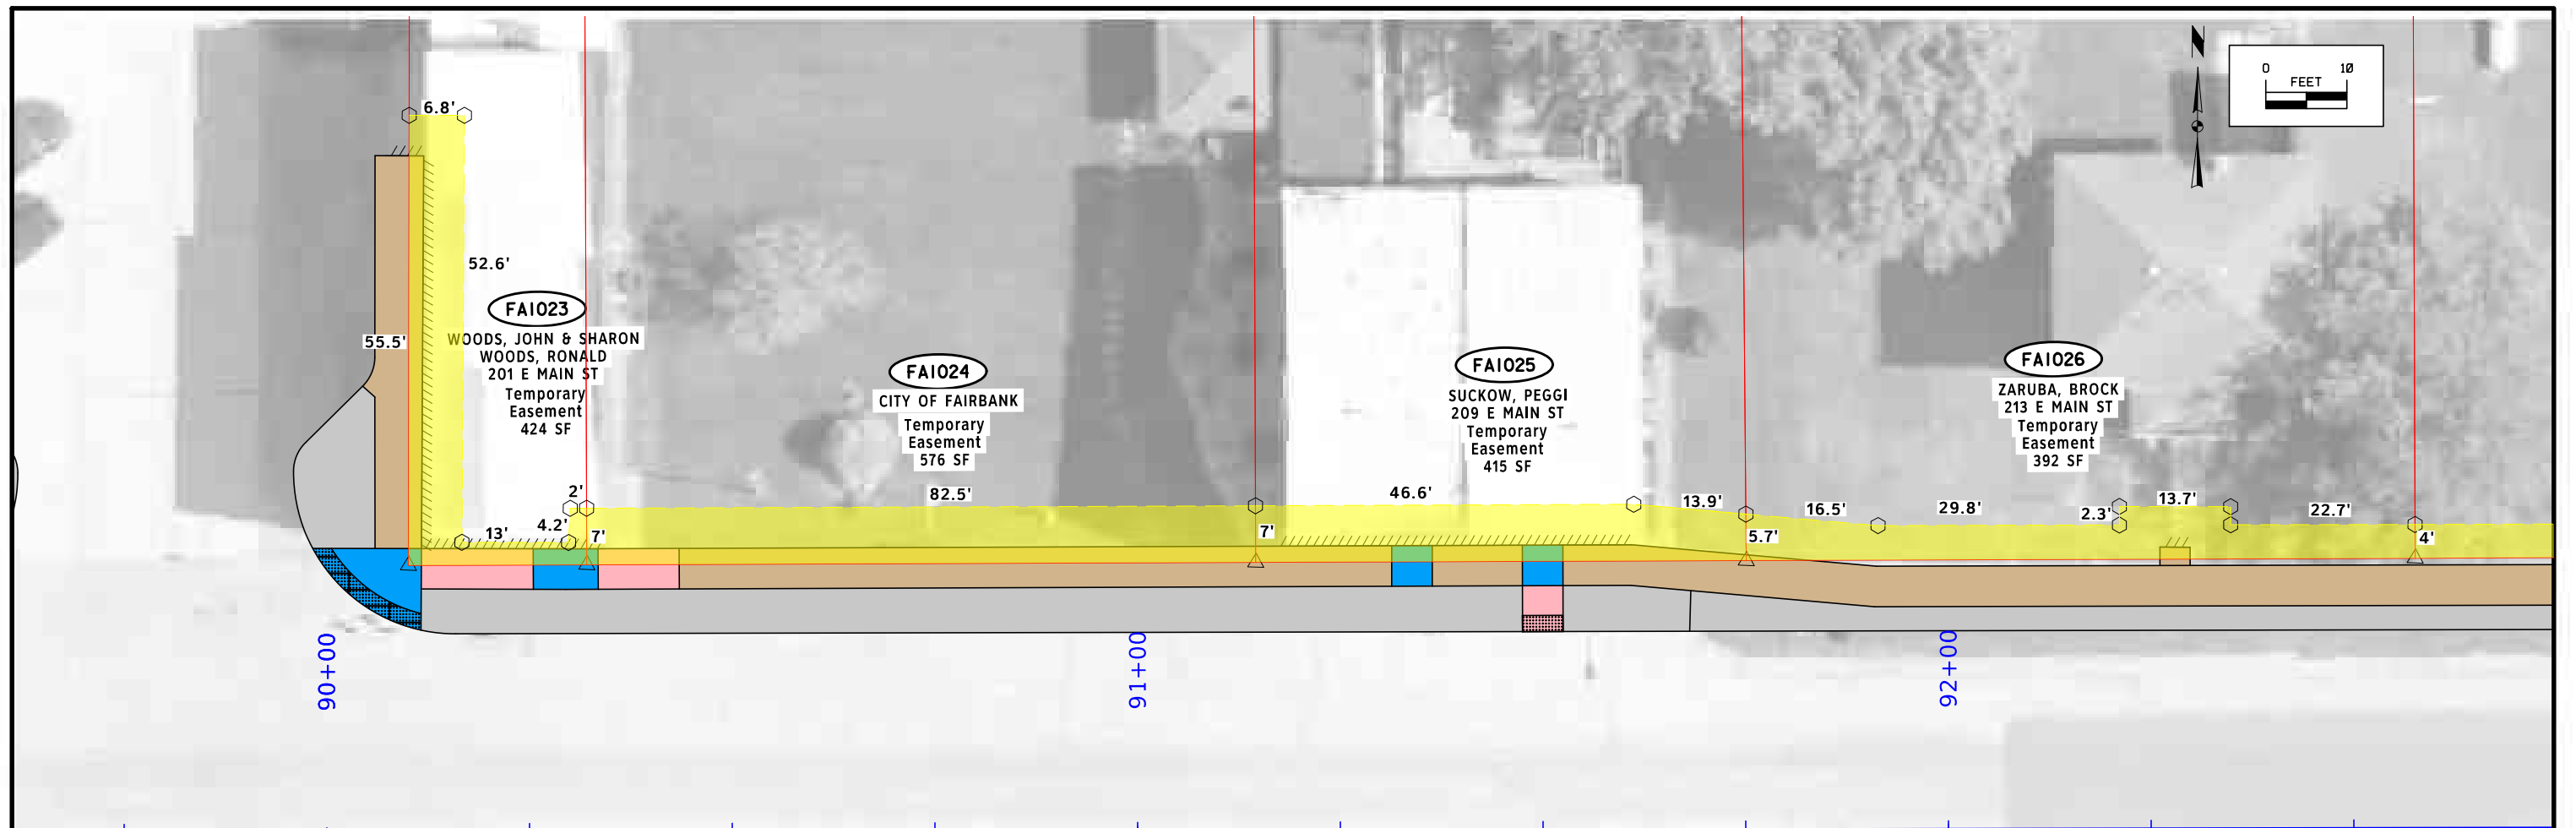 N
0 10
FEET
6.8'
52.6'
55.5'
FA1023
WOODS, JOHN & SHARON
WOODS, RONALD
201 E MAIN ST
Temporary
Easement
424 SF
2'
4.2'
13'
7'
FA1024
CITY OF FAIRBANK
Temporary
Easement
576 SF
82.5'
FA1025
SUCKOW, PEGGI
209 E MAIN ST
Temporary
Easement
415 SF
46.6'
7'
13.9'
FA1026
ZARUBA, BROCK
213 E MAIN ST
Temporary
Easement
392 SF
16.5'
5.7'
29.8'
2.3'
13.7'
22.7'
4'
90+00
91+00
92+00